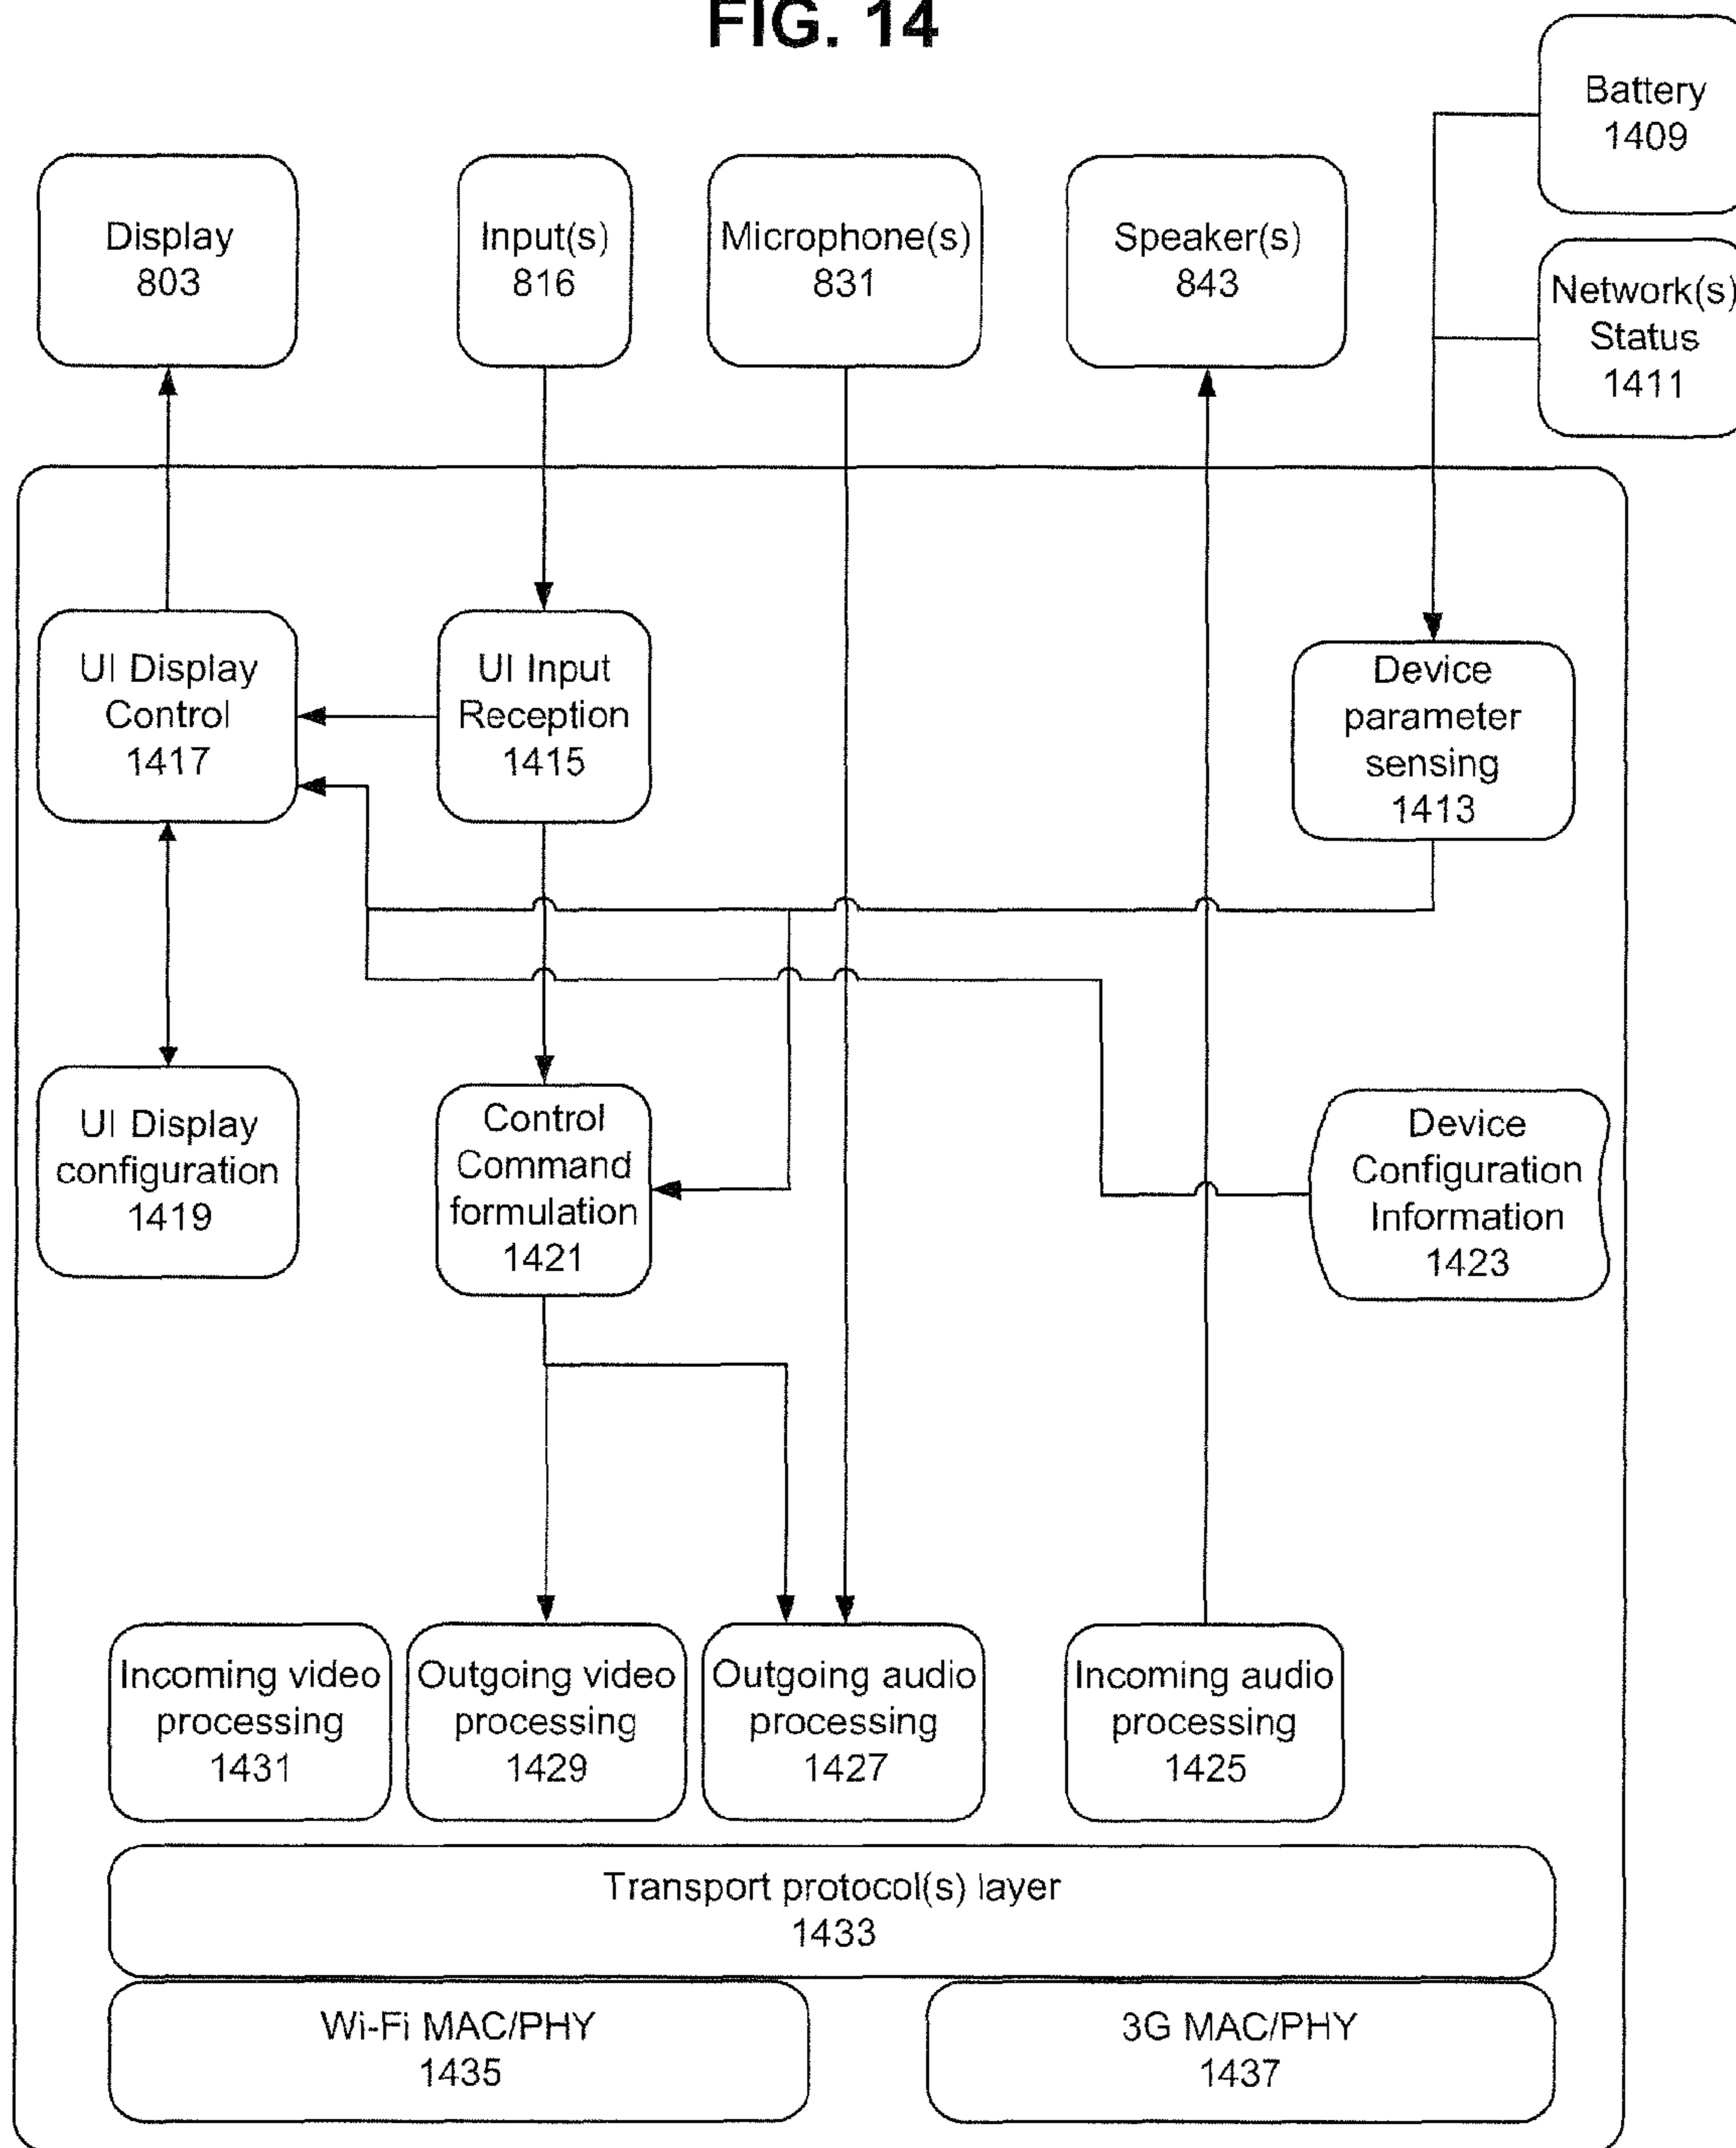 FIG. 14
Battery
1409
Display
803
Input(s)
816
Microphone(s)
831
Speaker(s)
843
Network(s)
Status
1411
UI Display
Control
1417
UI Input
Reception
1415
Device
parameter
sensing
1413
UI Display
configuration
1419
Control
Command
formulation
1421
Device
Configuration
Information
1423
Incoming video
processing
1431
Outgoing video
processing
1429
Outgoing audio
processing
1427
Incoming audio
processing
1425
Transport protocol(s) layer
1433
Wi-Fi MAC/PHY
1435
3G MAC/PHY
1437